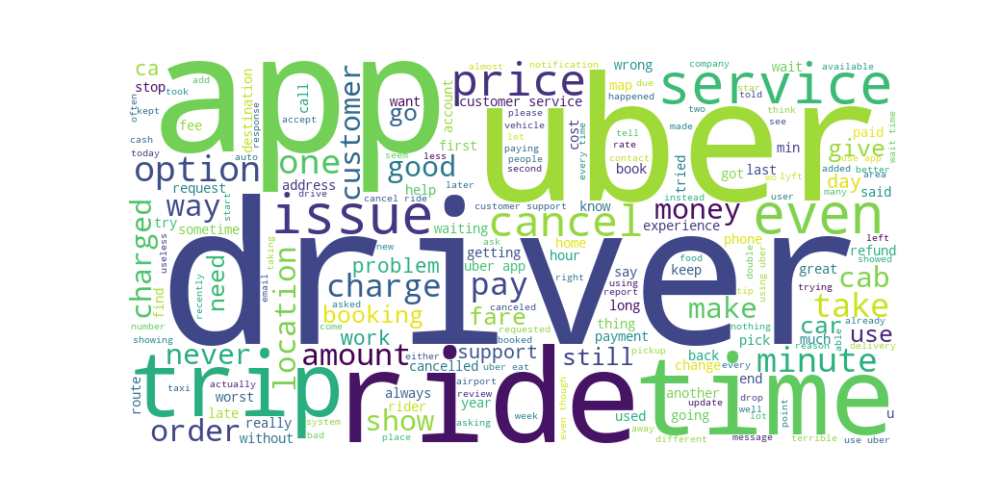 app
uber
driver
ride
trip
time
price
service
issue
cancel
even
option
one
good
customer
customer service
way
money
give
go
want
charged
charge
location
need
problem
pay
booking
fare
make
take
cab
car
use
minute
amount
support
still
never
work
show
order
ca
stop
took
add
often
kept
cash
today
fee
auto
response
destination
call
accept
seem
less
account
almost
notification
please
vehicle
let
paying
people
second
first
cost
every time
wrong
map
due
happened
company
two
tell
rate
contact
book
made
wait
star
told
think
see
min
available
paid
use app
added
better
wait time
area
many
day
last
got
tried
wo
lyft
instead
user
said
request
address
drive
help
later
cancel ride
customer support
know
waiting
experience
try
sometime
start
useless
find
taking
recently
email
new
ask
getting
home
hour
phone
left
refund
showed
great
trying
double
using uber
tip
food
right
say
using
report
keep
uber app
asked
come
canceled
requested
booked
long
thing
payment
nothing
pick
much
already
able
reason
delivery
number
showing
either
cancelled
uber eat
pickup
back
change
every
route
taxi
actually
worst
always
airport
review
rider
year
asking
late
really
without
system
bad
place
week
even though
used
away
another
going
update
different
drop
well
lot
end
point
message
terrible
use uber
u